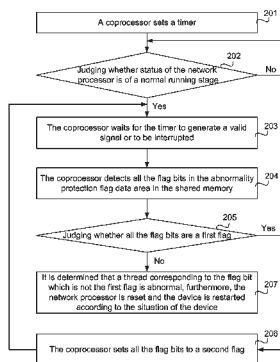 201
A coprocessor sets a timer
202
Judging whether status of the network
processor is of a normal running stage
No
Yes
203
The coprocessor waits for the timer to generate a valid
signal or to be interrupted
204
The coprocessor detects all the flag bits in the abnormality
protection flag data area in the shared memory
205
Judging whether all the flag bits are a first flag
Yes
No
It is determined that a thread corresponding to the flag bit
which is not the first flag is abnormal, furthermore, the
network processor is reset and the device is restarted
according to the situation of the device
207
206
The coprocessor sets all the flag bits to a second flag